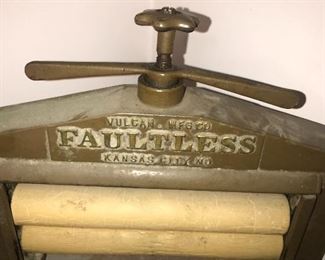 VULCAN MFG CO
FAULTLESS
KANSAS CITY MO